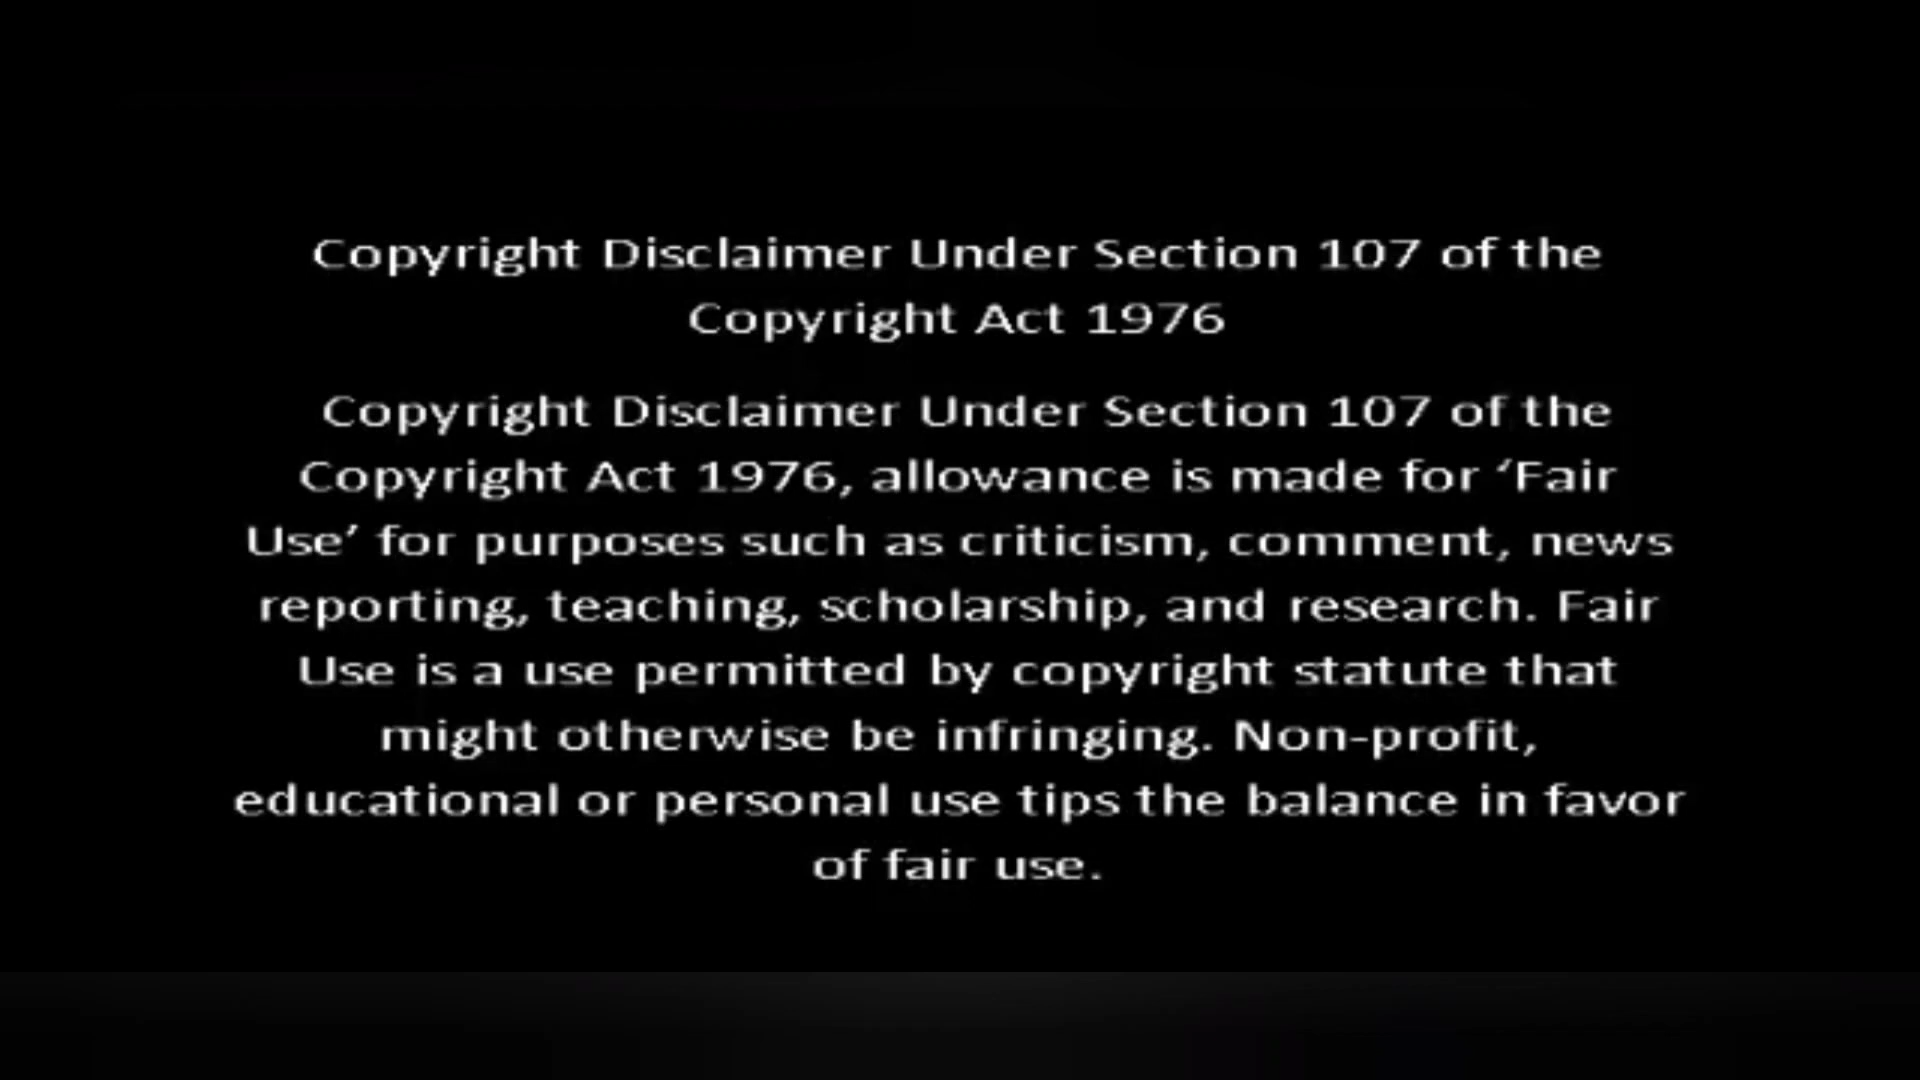 Copyright Disclaimer Under Section 107 of the
Copyright Act 1976
Copyright Disclaimer Under Section 107 of the
Copyright Act 1976, allowance is made for ‘Fair
Use’ for purposes such as criticism, comment, news
reporting, teaching, scholarship, and research. Fair
Use is a use permitted by copyright statute that
might otherwise be infringing. Non-profit,
educational or personal use tips the balance in favor
of fair use.